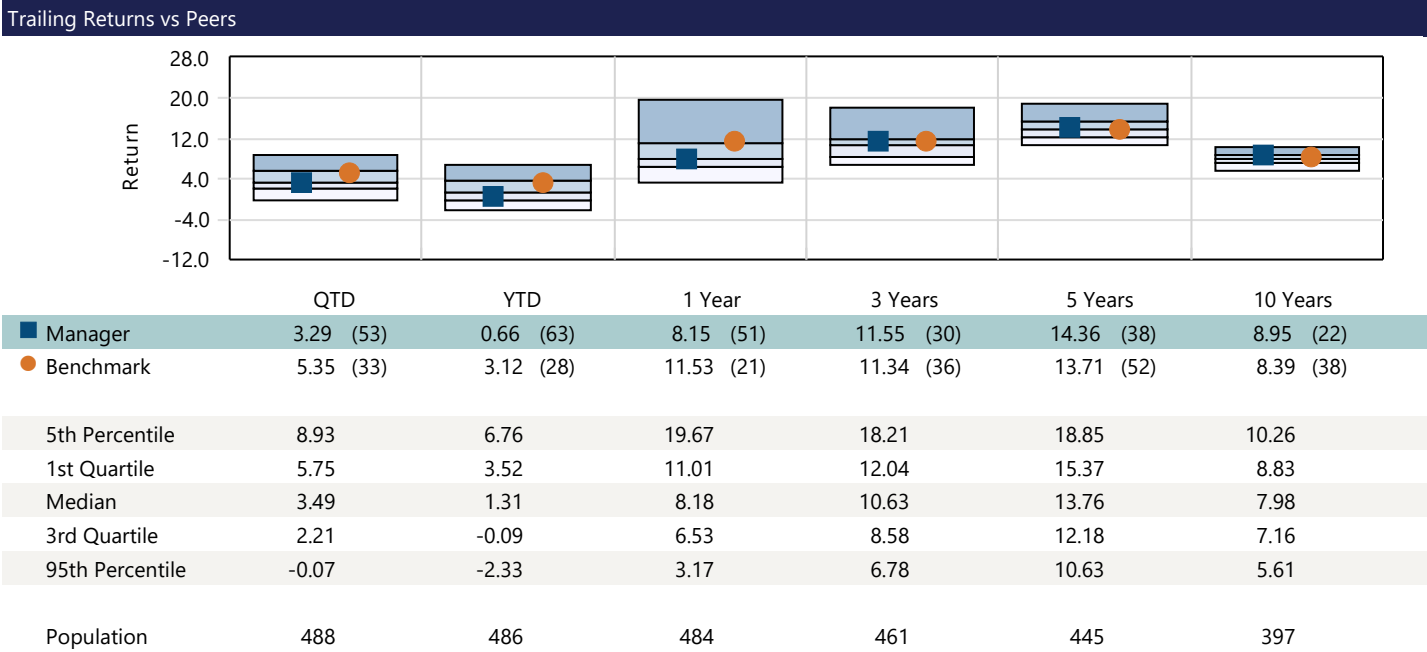 Trailing Returns vs Peers
28.0
20.0
12.0
4.0
-4.0
-12.0
Return
QTD YTD 1 Year 3 Years 5 Years 10 Years
Manager 3.29 (53) 0.66 (63) 8.15 (51) 11.55 (30) 14.36 (38) 8.95 (22)
Benchmark 5.35 (33) 3.12 (28) 11.53 (21) 11.34 (36) 13.71 (52) 8.39 (38)
5th Percentile 8.93 6.76 19.67 18.21 18.85 10.26
1st Quartile 5.75 3.52 11.01 12.04 15.37 8.83
Median 3.49 1.31 8.18 10.63 13.76 7.98
3rd Quartile 2.21 -0.09 6.53 8.58 12.18 7.16
95th Percentile -0.07 -2.33 3.17 6.78 10.63 5.61
Population 488 486 484 461 445 397